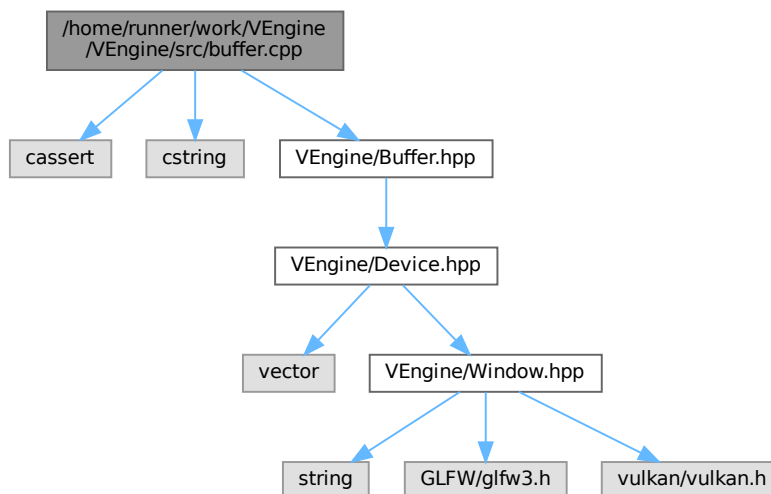 /home/runner/work/VEngine
/VEngine/src/buffer.cpp
cassert
cstring
VEngine/Buffer.hpp
VEngine/Device.hpp
vector
VEngine/Window.hpp
string
GLFW/glfw3.h
vulkan/vulkan.h